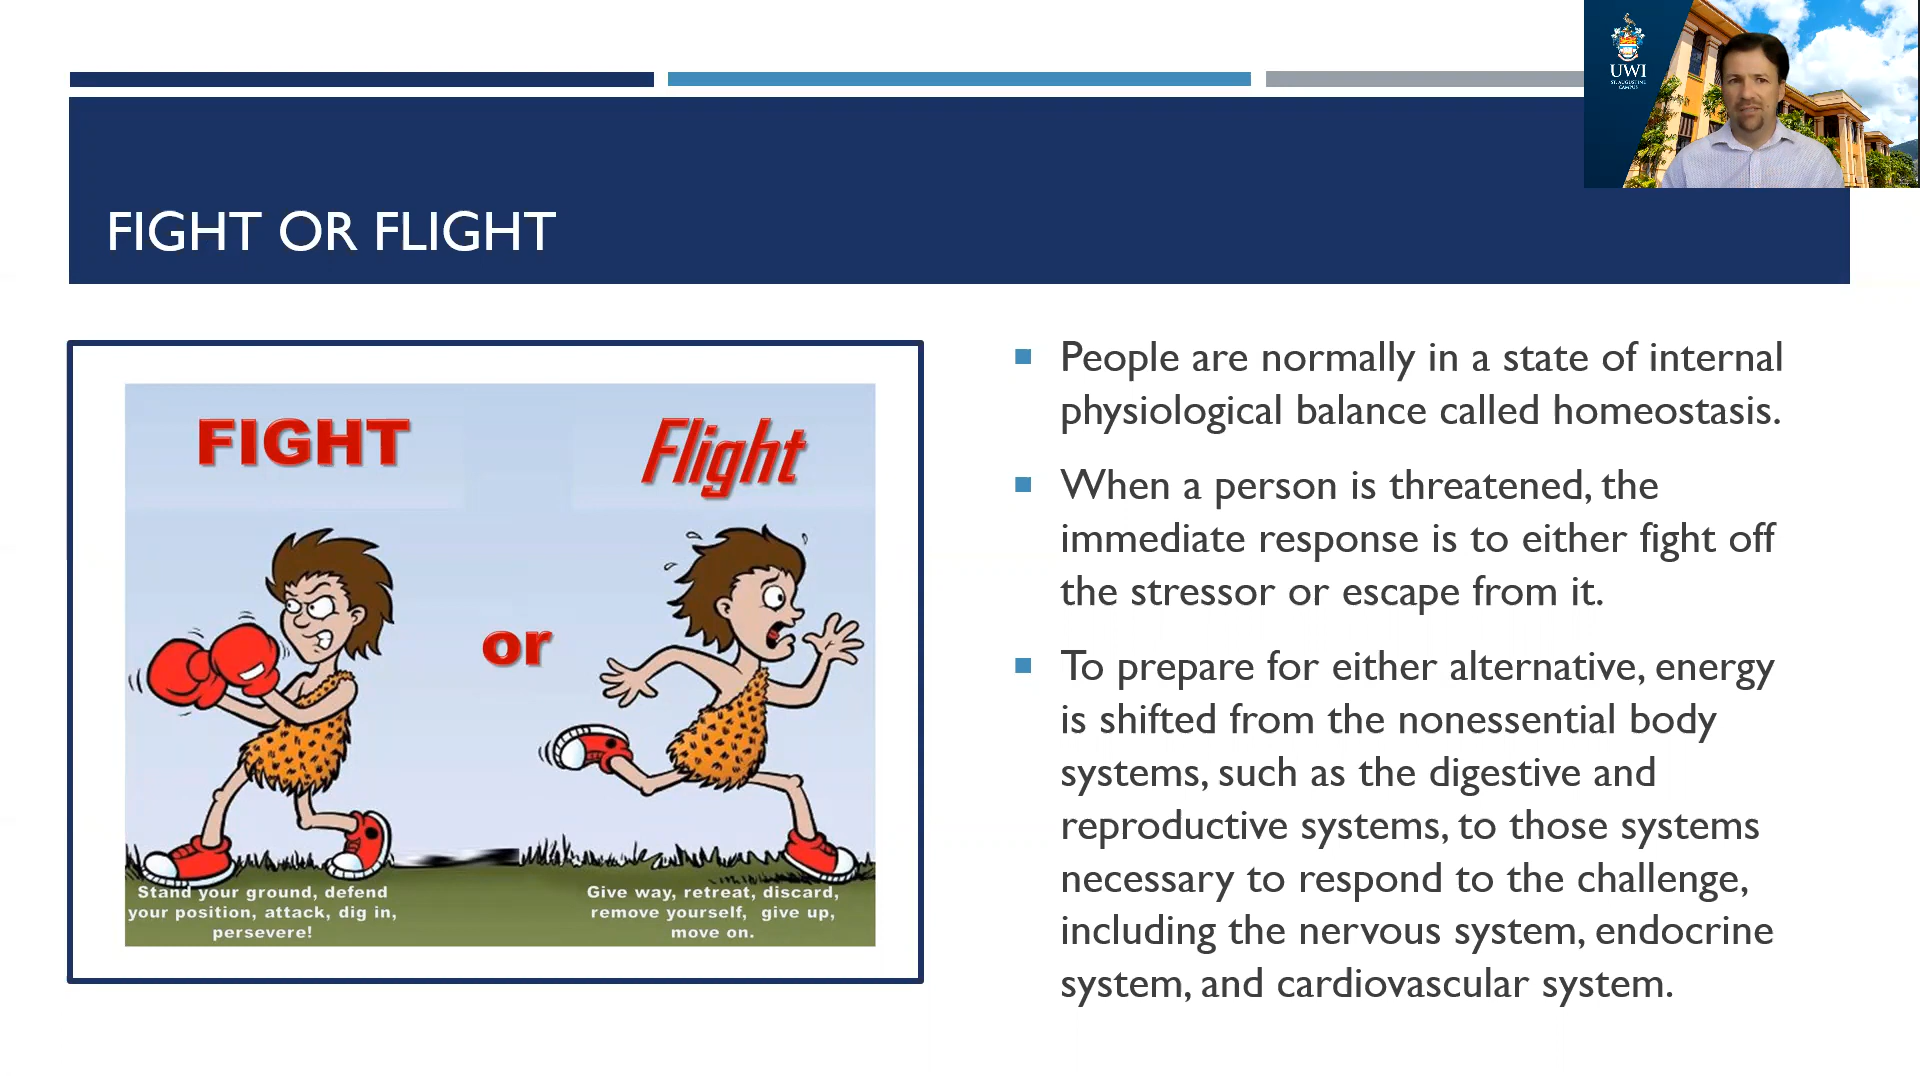 UWI
ST. AUGUSTINE
CAMPUS
FIGHT OR FLIGHT
FIGHT
Flight
or
Stand your ground, defend
your position, attack, dig in,
persevere!
Give way, retreat, discard,
remove yourself, give up,
move on.
People are normally in a state of internal
physiological balance called homeostasis.
When a person is threatened, the
immediate response is to either fight off
the stressor or escape from it.
To prepare for either alternative, energy
is shifted from the nonessential body
systems, such as the digestive and
reproductive systems, to those systems
necessary to respond to the challenge,
including the nervous system, endocrine
system, and cardiovascular system.